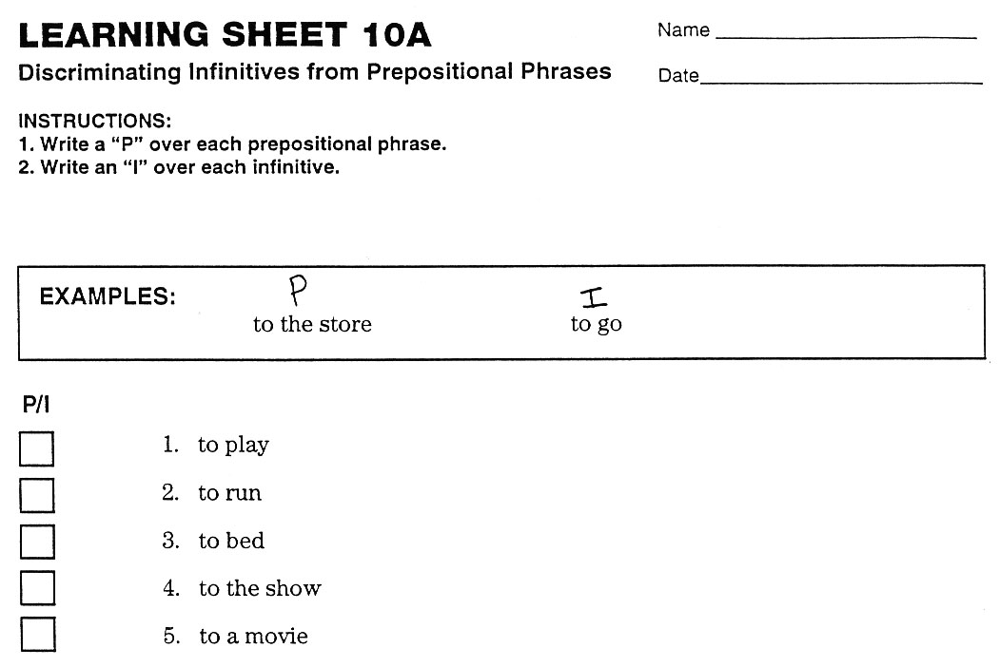 LEARNING SHEET 10A
Name
Discriminating Infinitives from Prepositional Phrases
Date
INSTRUCTIONS:
1. Write a “P” over each prepositional phrase.
2. Write an “I” over each infinitive.
EXAMPLES:
P
I
to the store
to go
P/I
1. to play
2. to run
3. to bed
4. to the show
5. to a movie